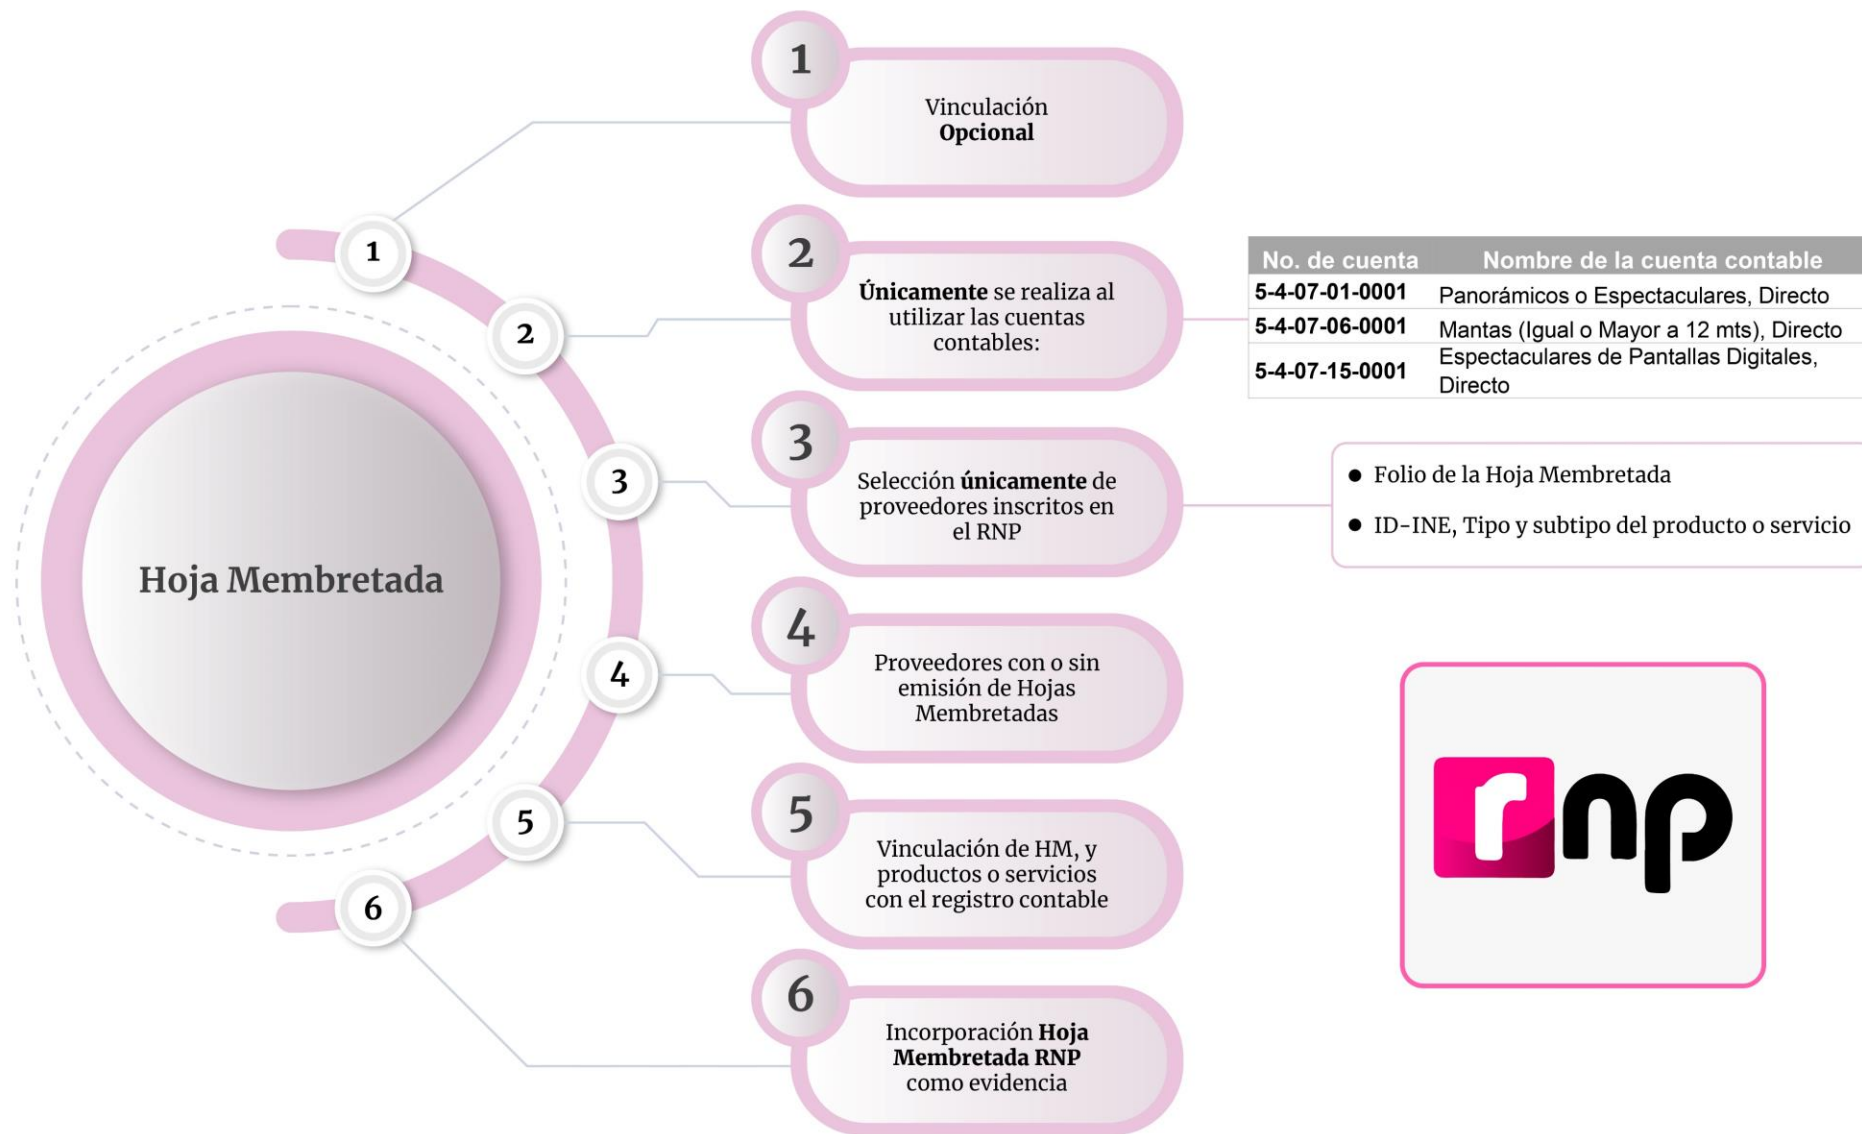 Hoja Membretada
1
2
3
4
5
6
1
Vinculación
Opcional
2
Únicamente se realiza al
utilizar las cuentas
contables:
No. de cuenta Nombre de la cuenta contable
5-4-07-01-0001 Panorámicos o Espectaculares, Directo
5-4-07-06-0001 Mantas (Igual o Mayor a 12 mts), Directo
5-4-07-15-0001 Espectaculares de Pantallas Digitales,
Directo
3
Selección únicamente de
proveedores inscritos en
el RNP
● Folio de la Hoja Membretada
● ID-INE, Tipo y subtipo del producto o servicio
4
Proveedores con o sin
emisión de Hojas
Membretadas
5
Vinculación de HM, y
productos o servicios
con el registro contable
6
Incorporación Hoja
Membretada RNP
como evidencia
rnp